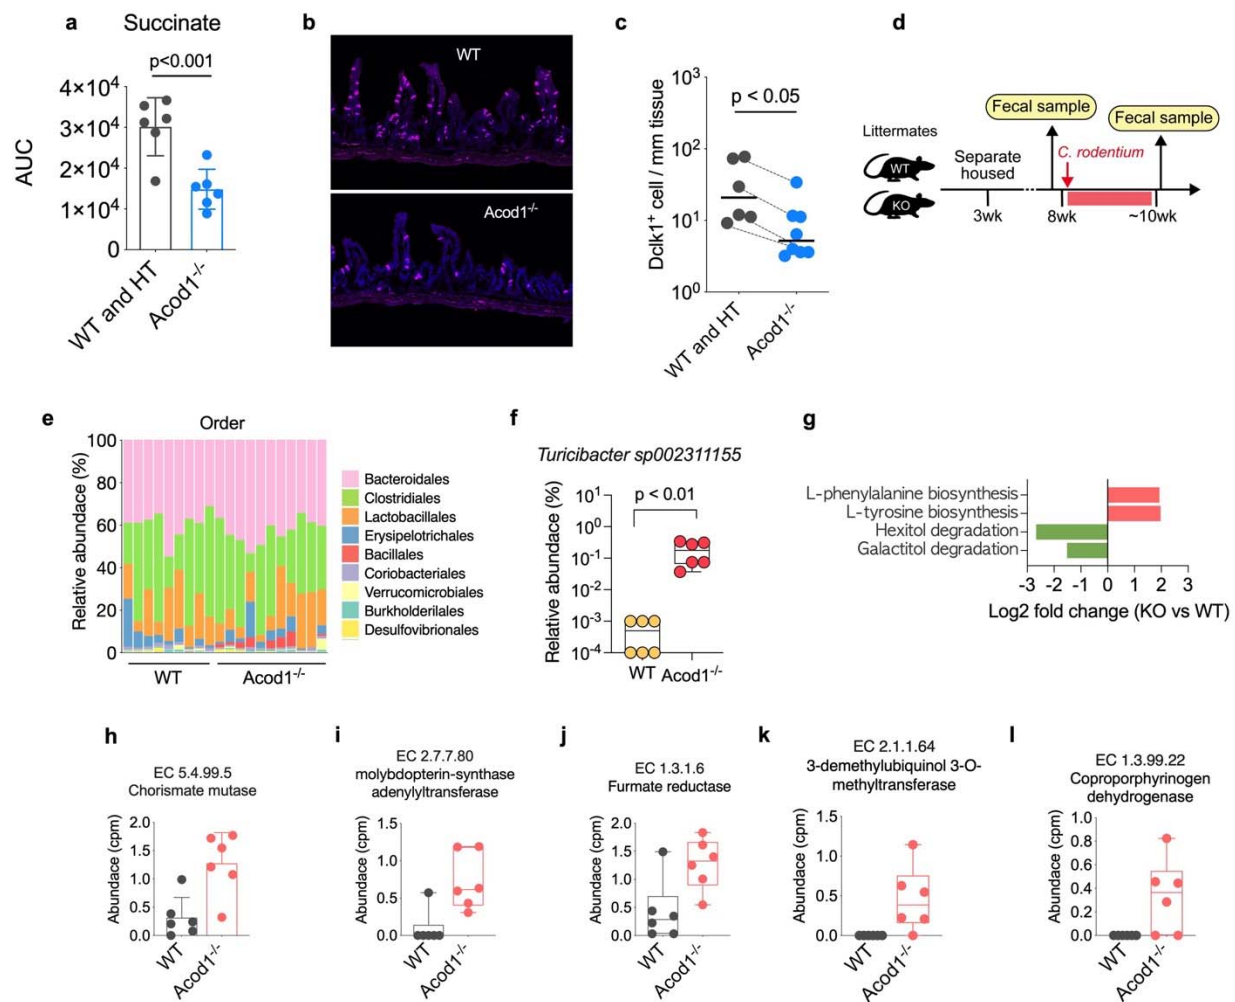 a
Succinate
p<0.001
4×10⁴
3×10⁴
2×10⁴
1×10⁴
0
AUC
WT and HT
Acod1⁻/⁻
b
WT
Acod1⁻/⁻
c
p < 0.05
10³
10²
10¹
10⁰
Dclk1⁺ cell / mm tissue
WT and HT
Acod1⁻/⁻
d
Fecal sample
Fecal sample
Littermates
C. rodentium
Separate
housed
WT
KO
3wk
8wk
~10wk
e
Order
100
80
60
40
20
0
Relative abundace (%)
WT
Acod1⁻/⁻
Bacteroidales
Clostridiales
Lactobacillales
Erysipelotrichales
Bacillales
Coriobacteriales
Verrucomicrobiales
Burkholderilales
Desulfovibrionales
f
Turicibacter sp002311155
p < 0.01
10¹
10⁰
10⁻¹
10⁻²
10⁻³
10⁻⁴
Relative abundace (%)
WT
Acod1⁻/⁻
g
L-phenylalanine biosynthesis
L-tyrosine biosynthesis
Hexitol degradation
Galactitol degradation
-3 -2 -1 0 1 2 3
Log2 fold change (KO vs WT)
h
EC 5.4.99.5
Chorismate mutase
2.0
1.5
1.0
0.5
0.0
Abundace (cpm)
WT
Acod1⁻/⁻
i
EC 2.7.7.80
molybdopterin-synthase
adenylyltransferase
1.5
1.0
0.5
0.0
Abundace (cpm)
WT
Acod1⁻/⁻
j
EC 1.3.1.6
Furmate reductase
2.0
1.5
1.0
0.5
0.0
Abundace (cpm)
WT
Acod1⁻/⁻
k
EC 2.1.1.64
3-demethylubiquinol 3-O-
methyltransferase
1.5
1.0
0.5
0.0
Abundace (cpm)
WT
Acod1⁻/⁻
l
EC 1.3.99.22
Coproporphyrinogen
dehydrogenase
1.0
0.8
0.6
0.4
0.2
0.0
Abundace (cpm)
WT
Acod1⁻/⁻